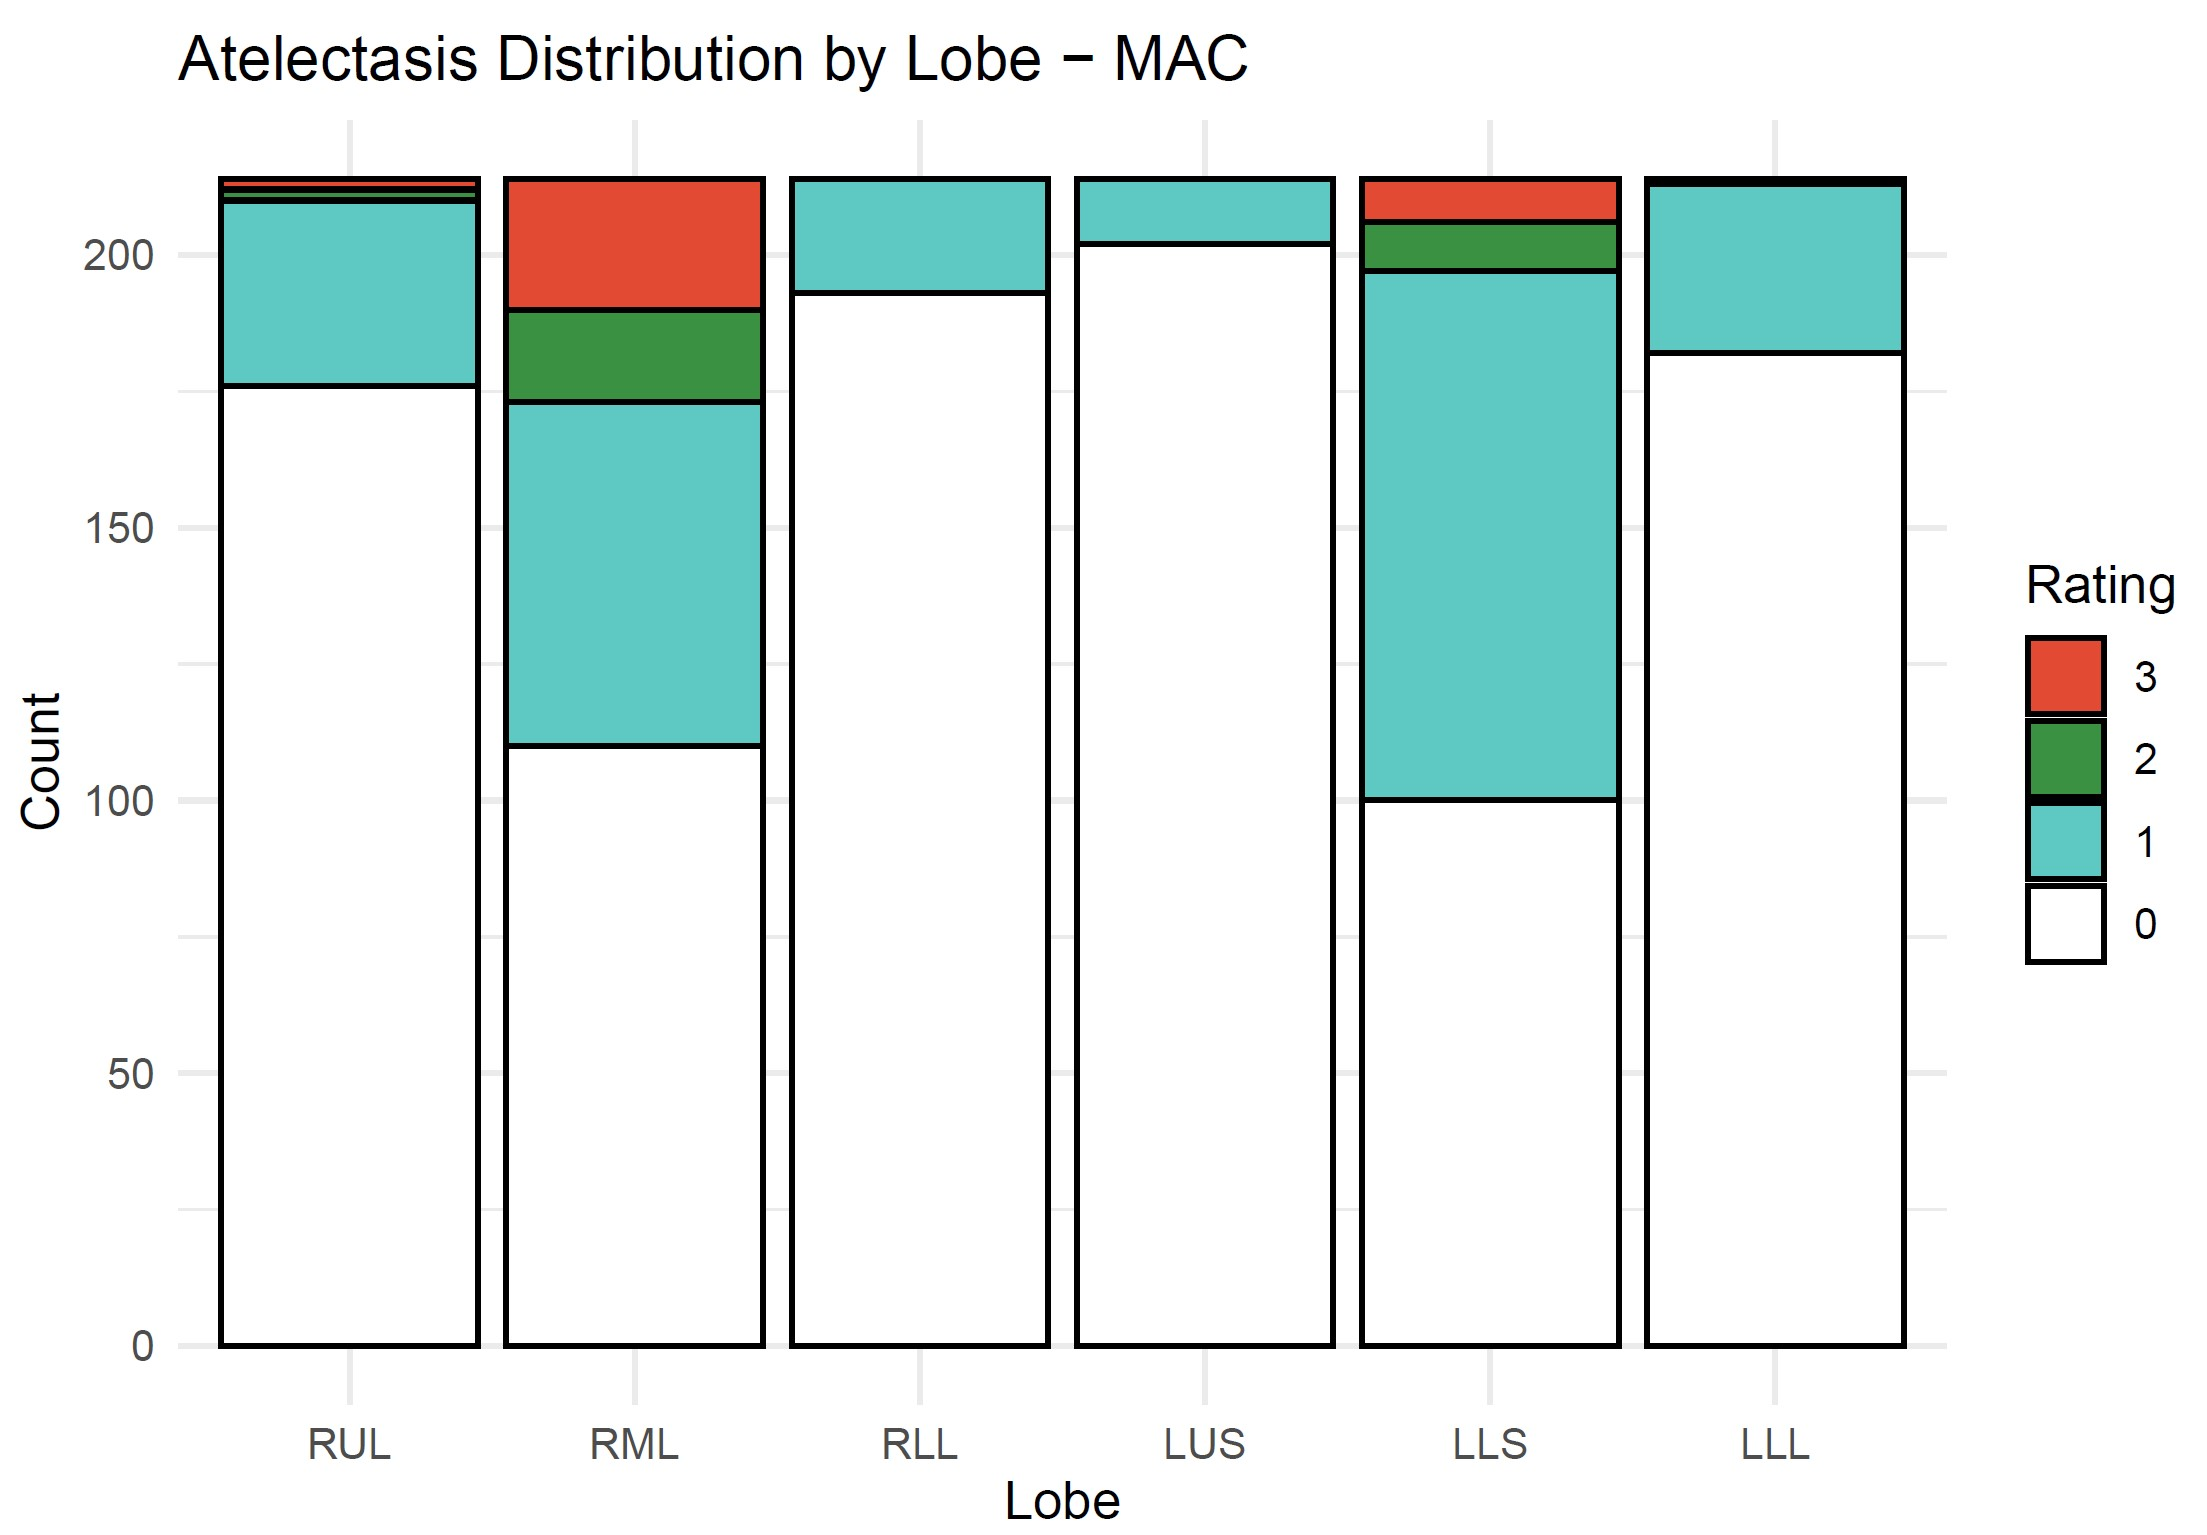 Atelectasis Distribution by Lobe − MAC
Count
200
150
100
50
0
RUL RML RLL LUS LLS LLL
Lobe
Rating
3
2
1
0